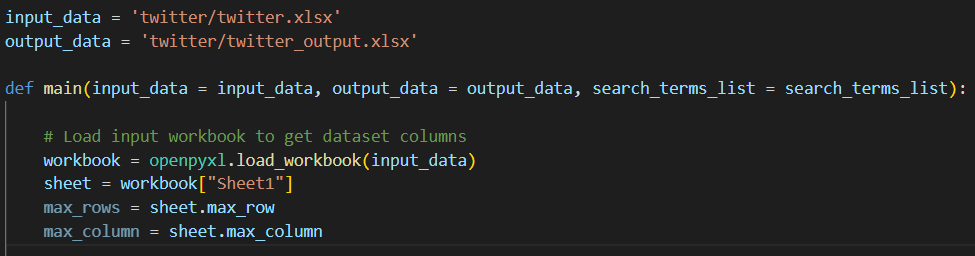 input_data = 'twitter/twitter.xlsx'
output_data = 'twitter/twitter_output.xlsx'
def main(input_data = input_data, output_data = output_data, search_terms_list = search_terms_list):
# Load input workbook to get dataset columns
workbook = openpyxl.load_workbook(input_data)
sheet = workbook["Sheet1"]
max_rows = sheet.max_row
max_column = sheet.max_column